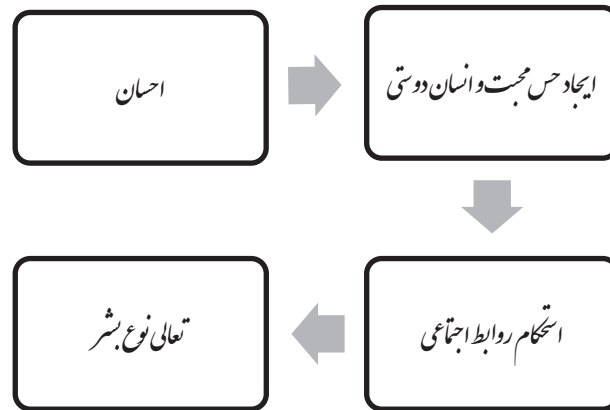 احسان
ایجاد حس محبت و انسان دوستی
استحکام روابط اجتماعی
تعالی نوع بشر